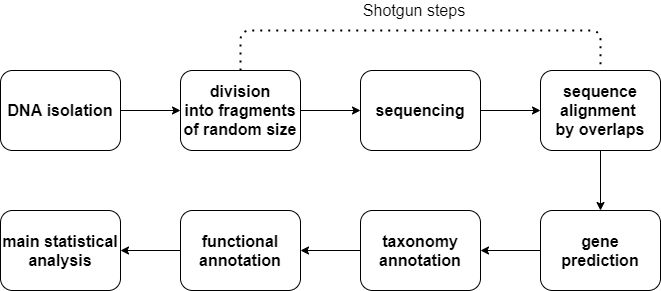 Shotgun steps
DNA isolation
division
into fragments
of random size
sequencing
sequence
alignment
by overlaps
gene
prediction
taxonomy
annotation
functional
annotation
main statistical
analysis